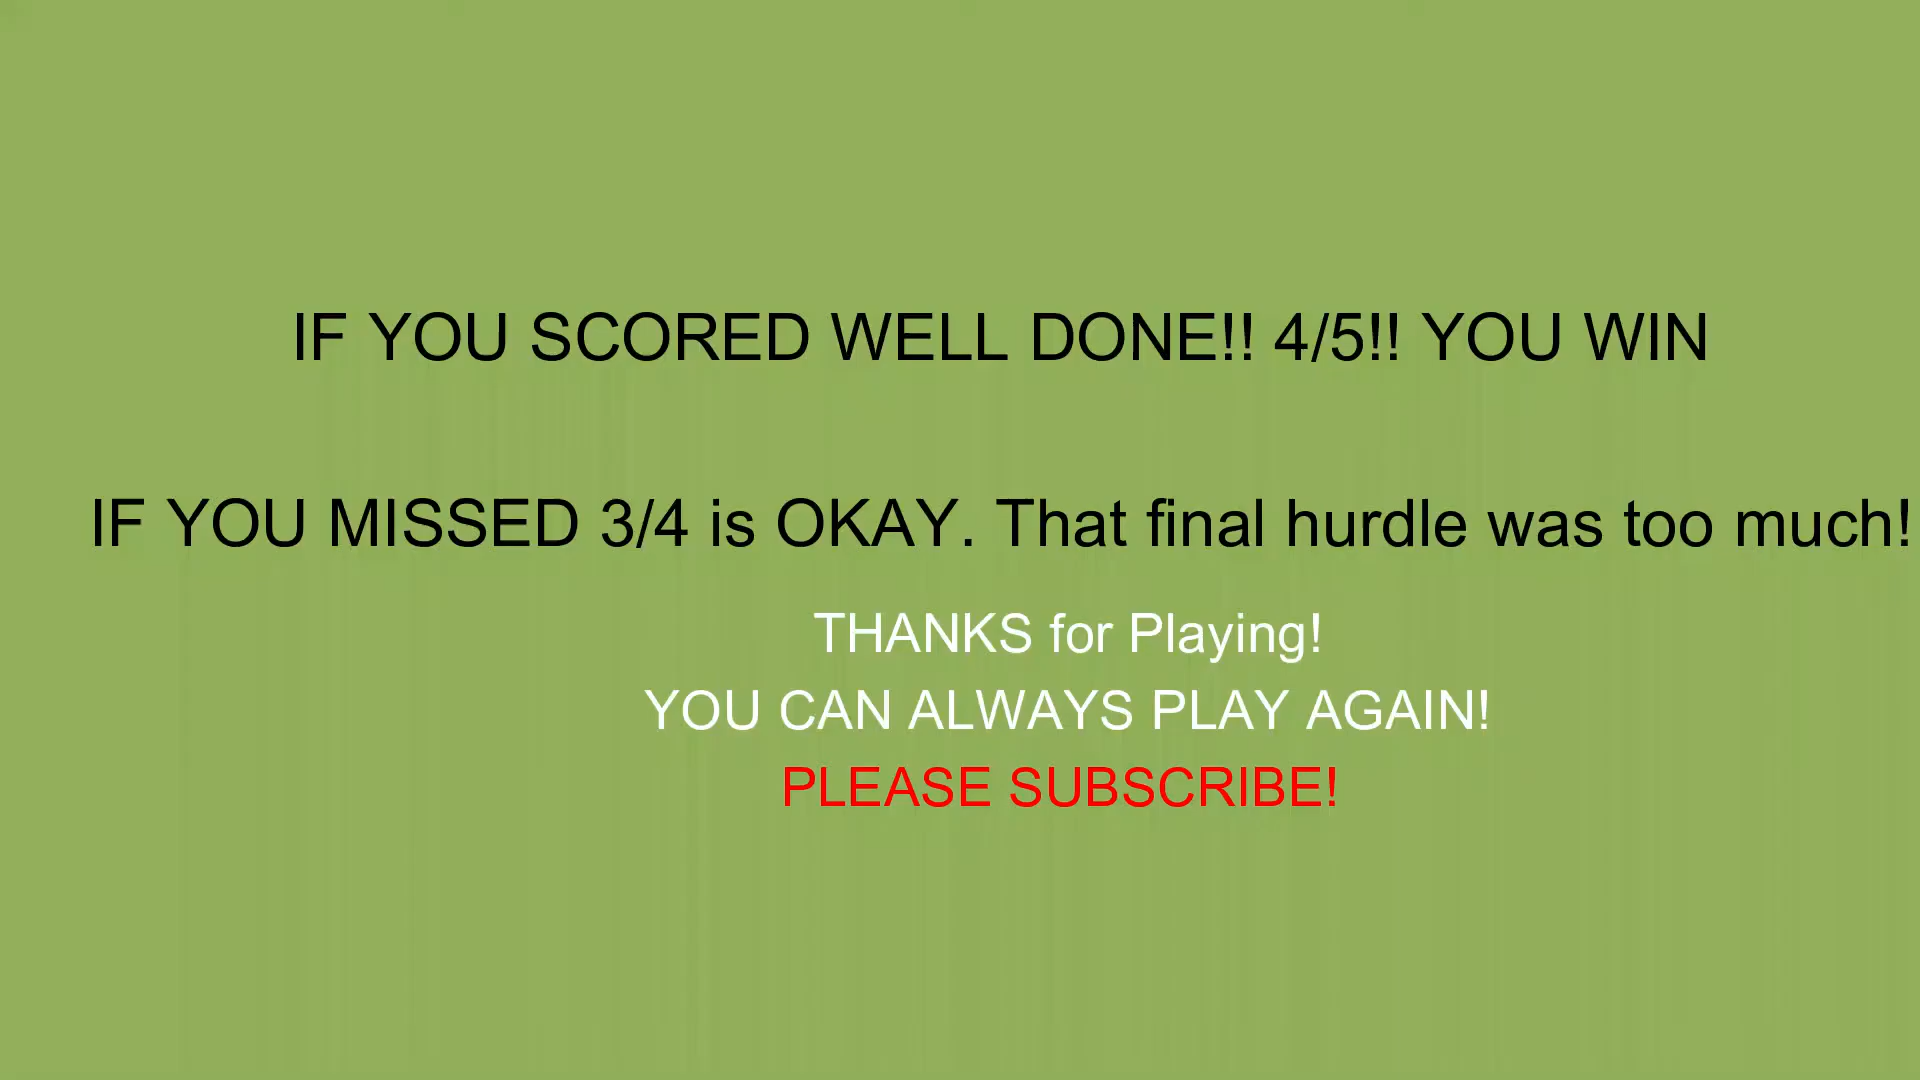 IF YOU SCORED WELL DONE!! 4/5!! YOU WIN
IF YOU MISSED 3/4 is OKAY. That final hurdle was too much!
THANKS for Playing!
YOU CAN ALWAYS PLAY AGAIN!
PLEASE SUBSCRIBE!